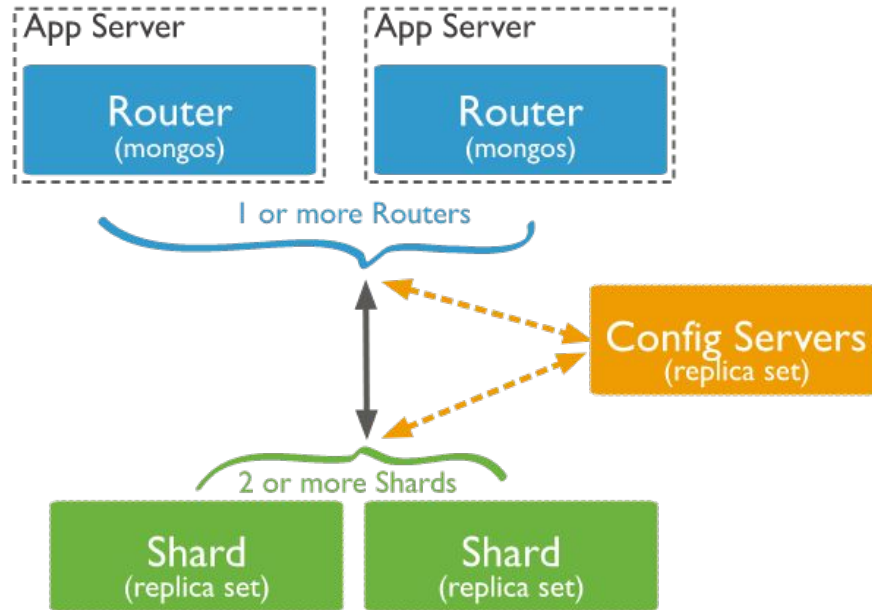 App Server
App Server
Router
(mongos)
Router
(mongos)
1 or more Routers
Config Servers
(replica set)
2 or more Shards
Shard
(replica set)
Shard
(replica set)